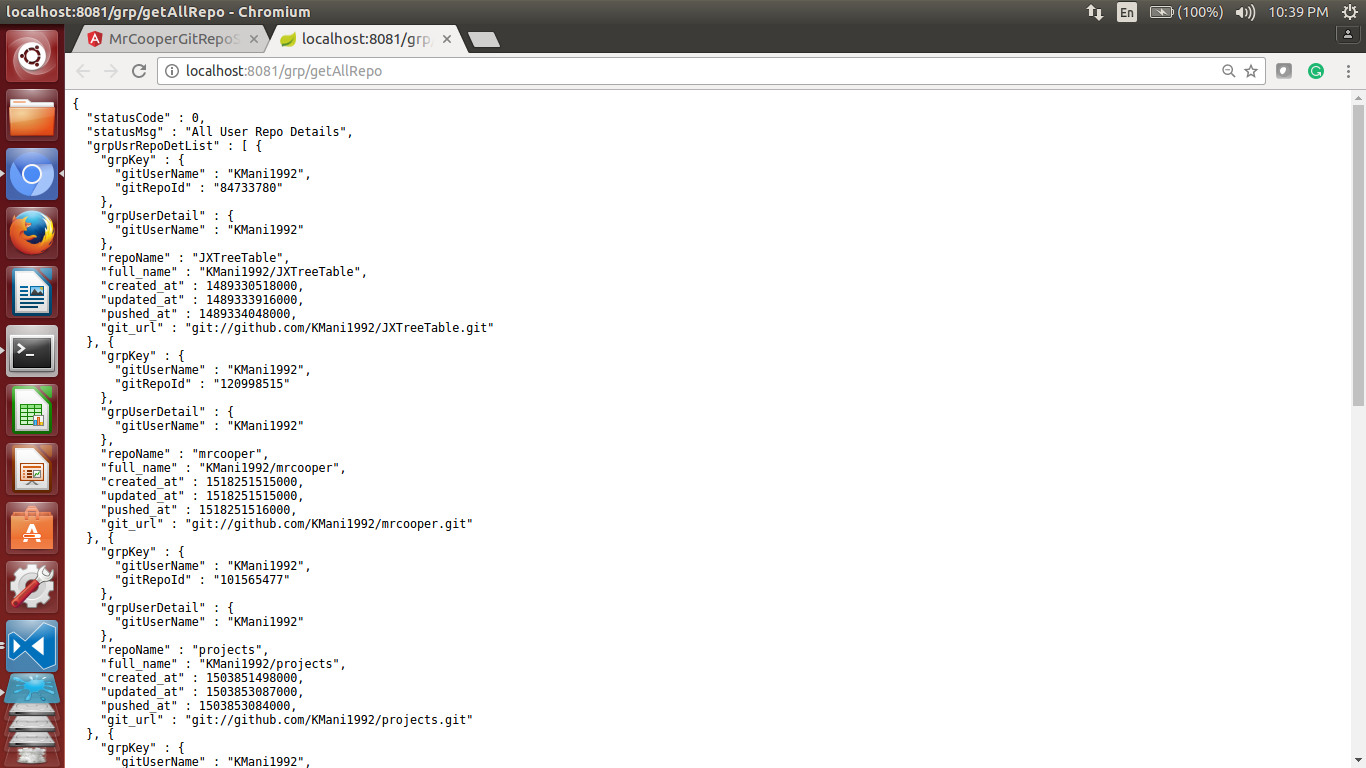 localhost:8081/grp/getAllRepo - Chromium
En (100%) 10:39 PM
MrCooperGitRepoS localhost:8081/grp/
localhost:8081/grp/getAllRepo
{
"statusCode" : 0,
"statusMsg" : "All User Repo Details",
"grpUsrRepoDetList" : [ {
"grpKey" : {
"gitUserName" : "KMani1992",
"gitRepoId" : "84733780"
},
"grpUserDetail" : {
"gitUserName" : "KMani1992"
},
"repoName" : "JXTreeTable",
"full_name" : "KMani1992/JXTreeTable",
"created_at" : 1489330518000,
"updated_at" : 1489333916000,
"pushed_at" : 1489334048000,
"git_url" : "git://github.com/KMani1992/JXTreeTable.git"
}, {
"grpKey" : {
"gitUserName" : "KMani1992",
"gitRepoId" : "120998515"
},
"grpUserDetail" : {
"gitUserName" : "KMani1992"
},
"repoName" : "mrcooper",
"full_name" : "KMani1992/mrcooper",
"created_at" : 1518251515000,
"updated_at" : 1518251515000,
"pushed_at" : 1518251516000,
"git_url" : "git://github.com/KMani1992/mrcooper.git"
}, {
"grpKey" : {
"gitUserName" : "KMani1992",
"gitRepoId" : "101565477"
},
"grpUserDetail" : {
"gitUserName" : "KMani1992"
},
"repoName" : "projects",
"full_name" : "KMani1992/projects",
"created_at" : 1503851498000,
"updated_at" : 1503853087000,
"pushed_at" : 1503853084000,
"git_url" : "git://github.com/KMani1992/projects.git"
}, {
"grpKey" : {
"gitUserName" : "KMani1992",